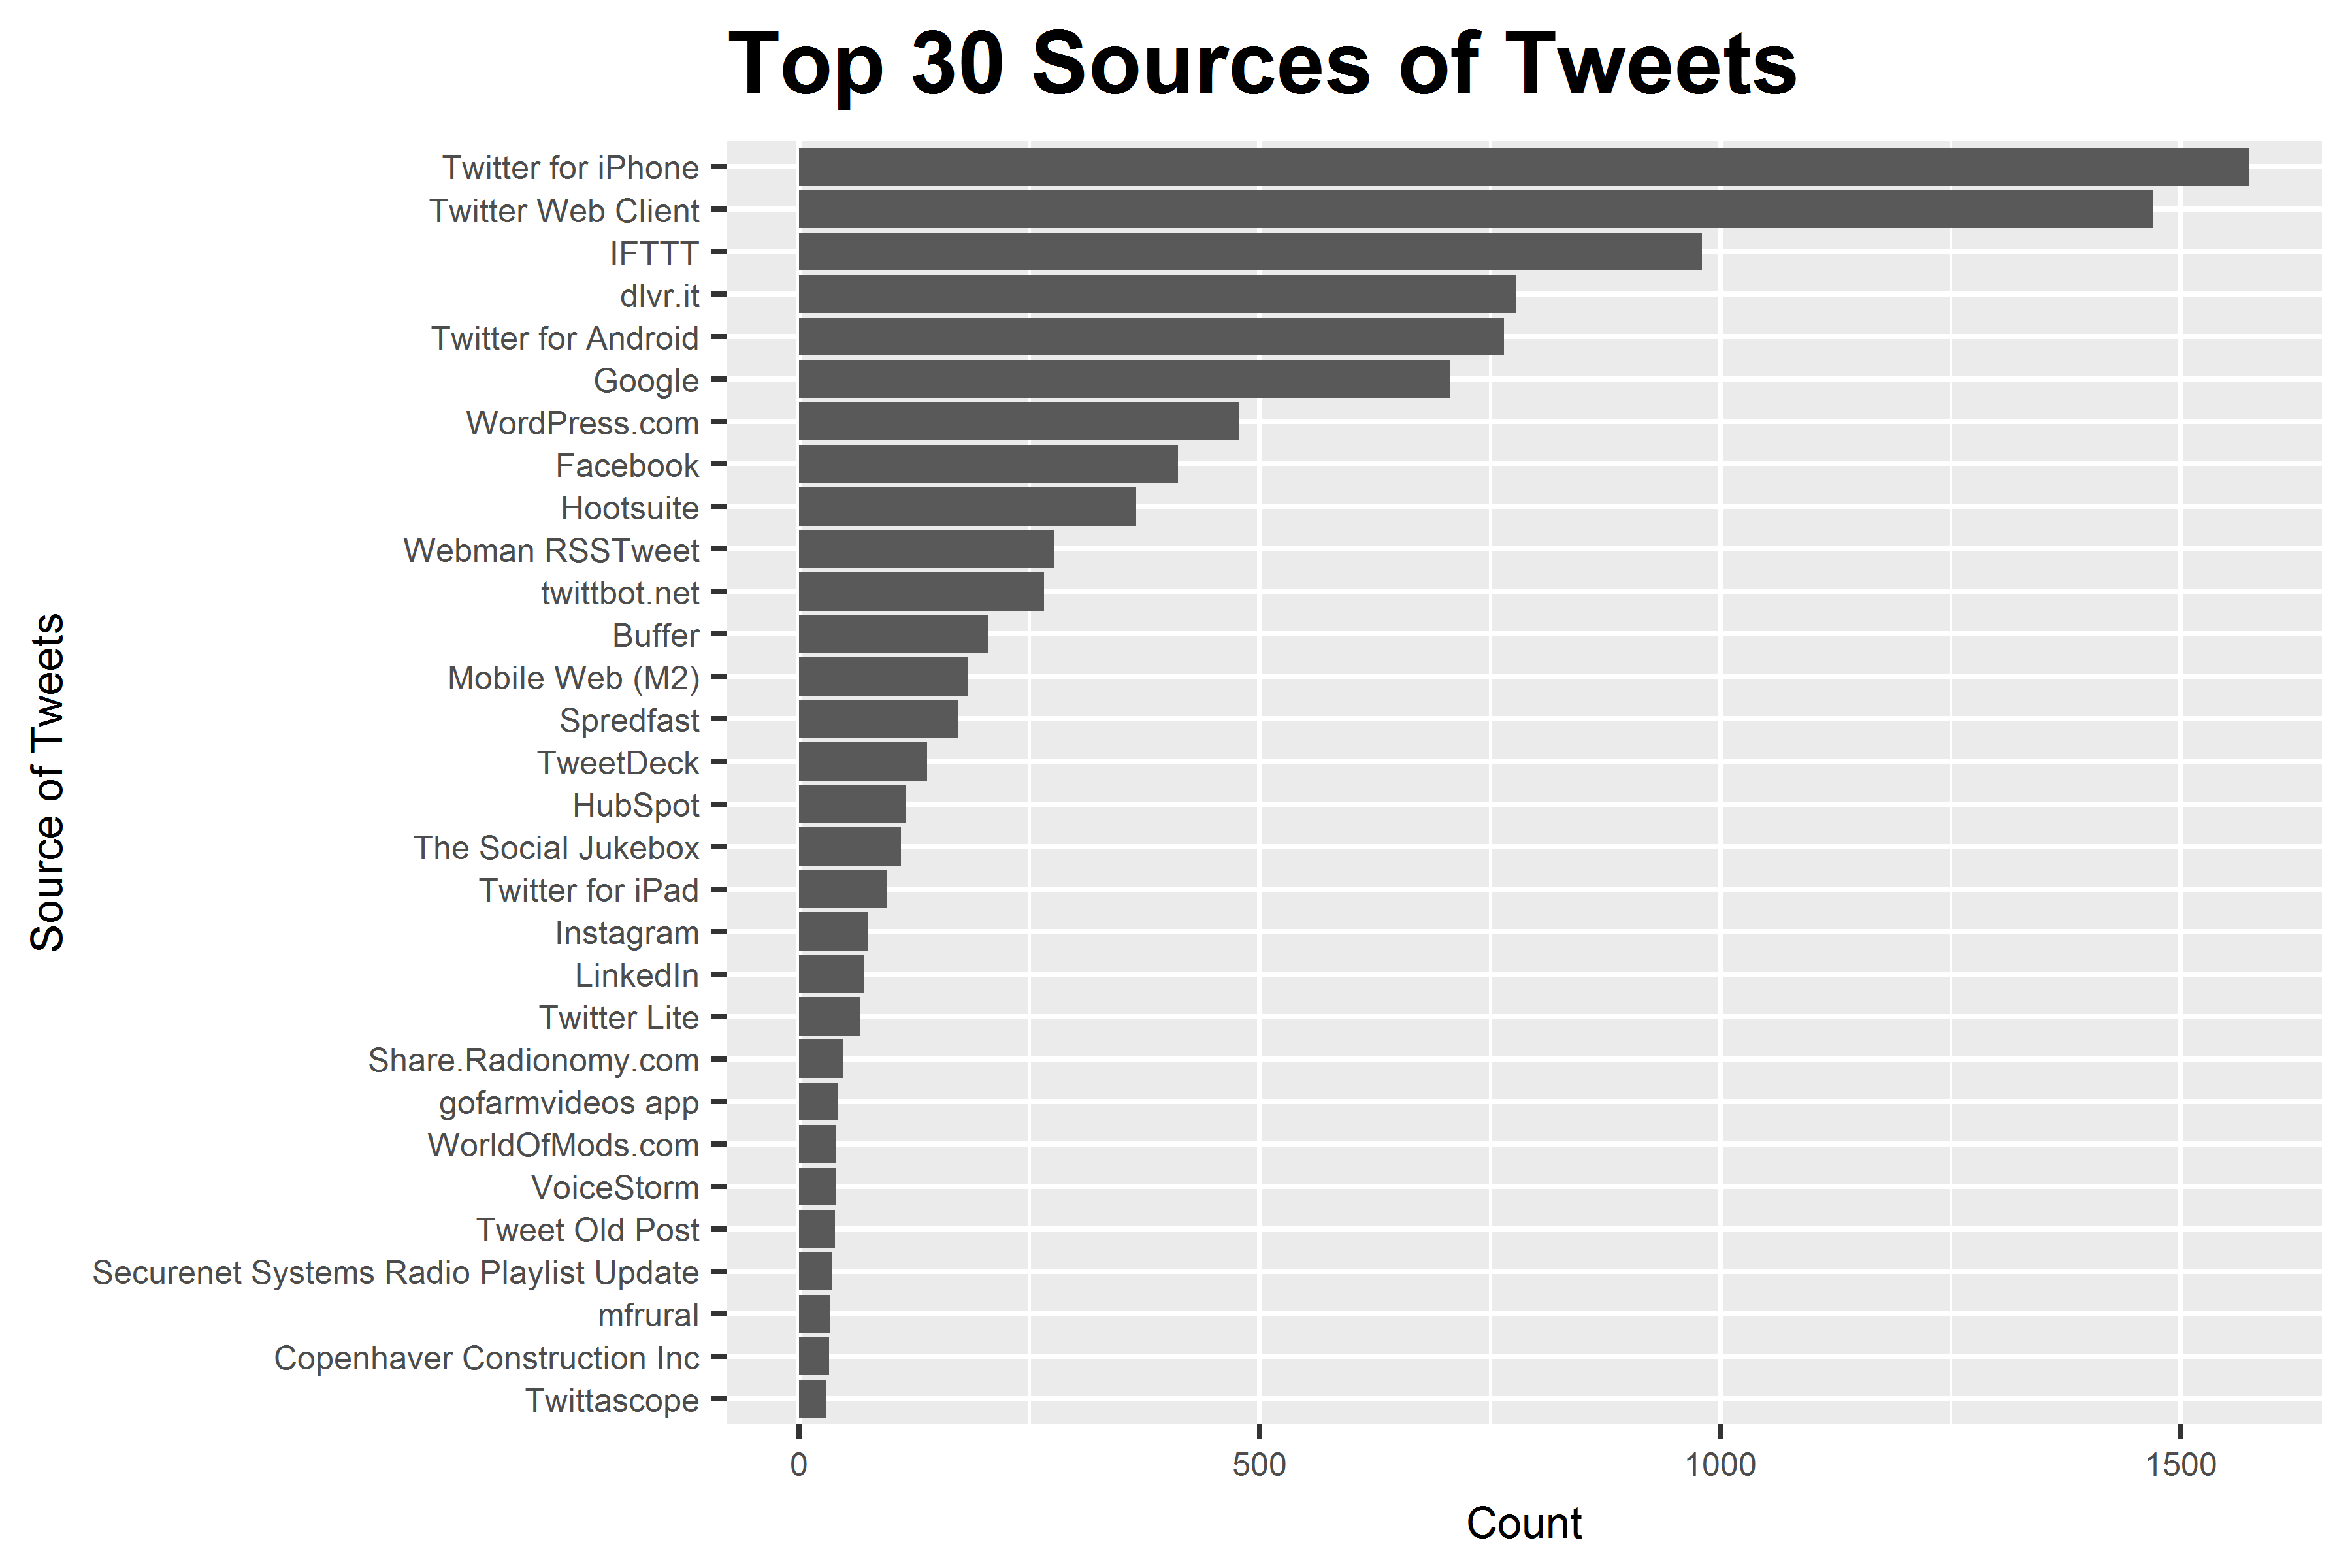 Top 30 Sources of Tweets
Source of Tweets
Twitter for iPhone
Twitter Web Client
IFTTT
dlvr.it
Twitter for Android
Google
WordPress.com
Facebook
Hootsuite
Webman RSSTweet
twittbot.net
Buffer
Mobile Web (M2)
Spredfast
TweetDeck
HubSpot
The Social Jukebox
Twitter for iPad
Instagram
LinkedIn
Twitter Lite
Share.Radionomy.com
gofarmvideos app
WorldOfMods.com
VoiceStorm
Tweet Old Post
Securenet Systems Radio Playlist Update
mfrural
Copenhaver Construction Inc
Twittascope
0 500 1000 1500
Count